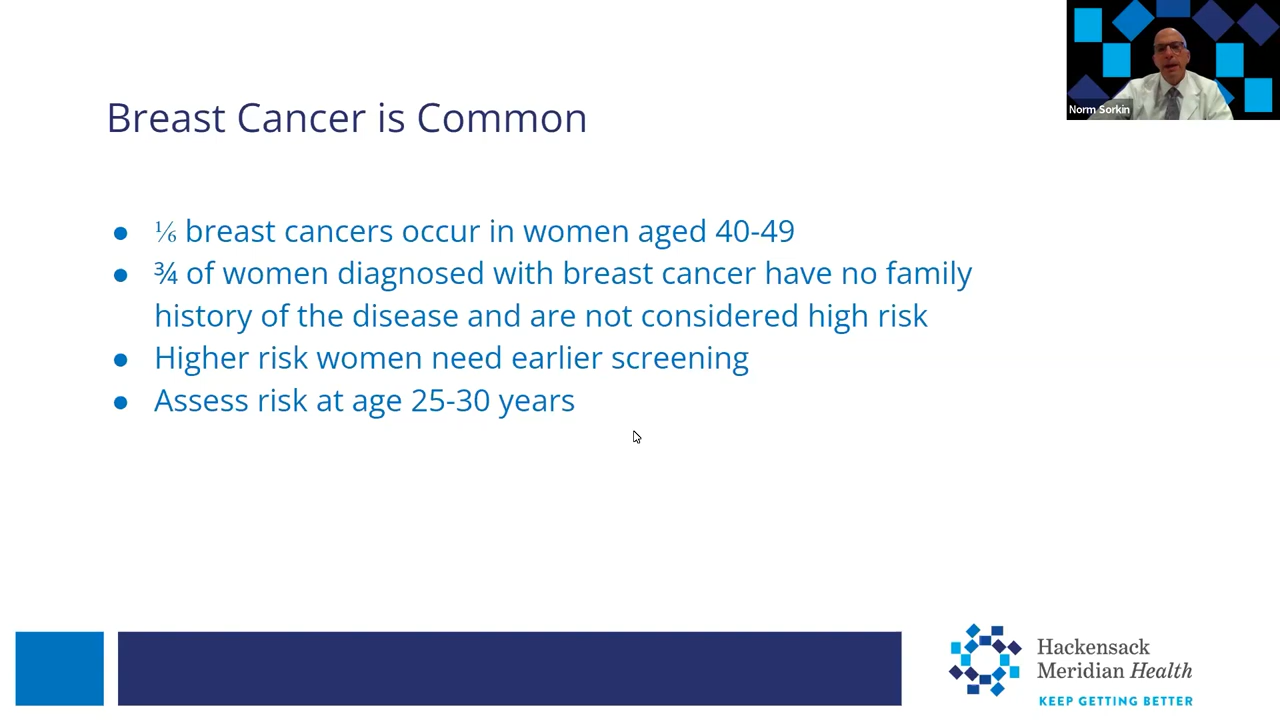 Norm Sorkin
Breast Cancer is Common
● ⅙ breast cancers occur in women aged 40-49
● ¾ of women diagnosed with breast cancer have no family
history of the disease and are not considered high risk
● Higher risk women need earlier screening
● Assess risk at age 25-30 years
Hackensack
Meridian Health
KEEP GETTING BETTER